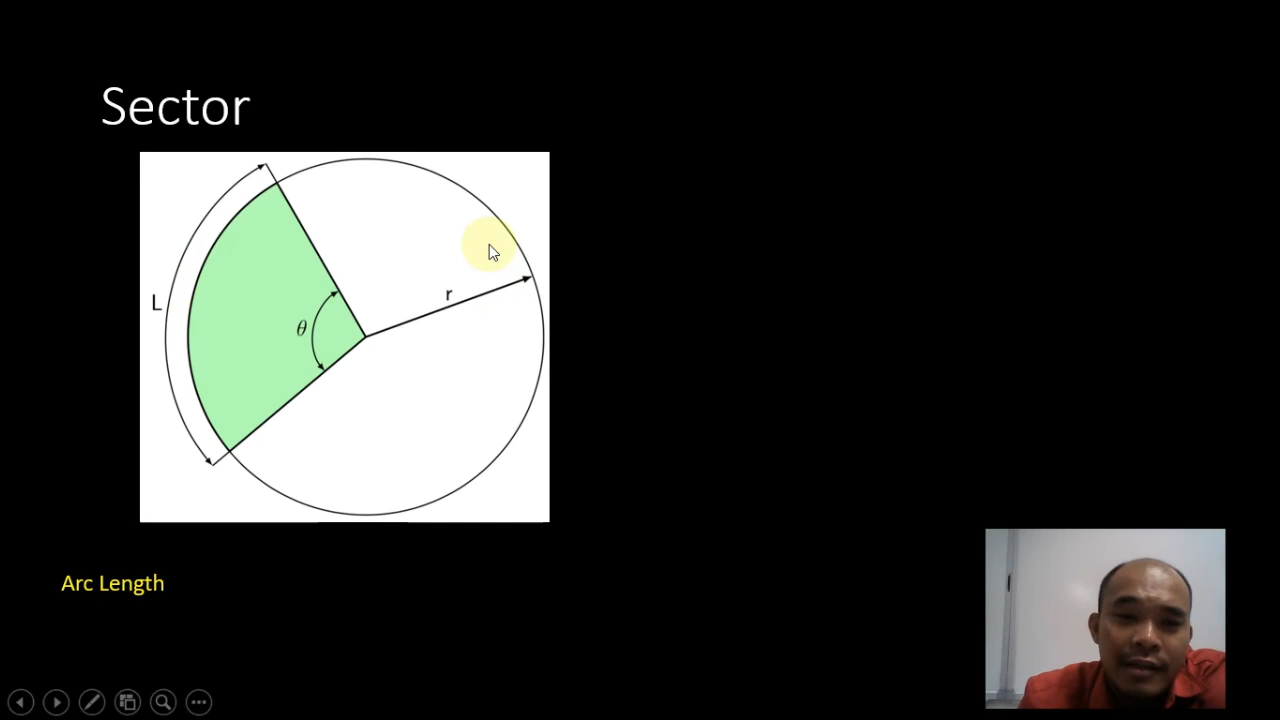 Sector
L
θ
r
Arc Length